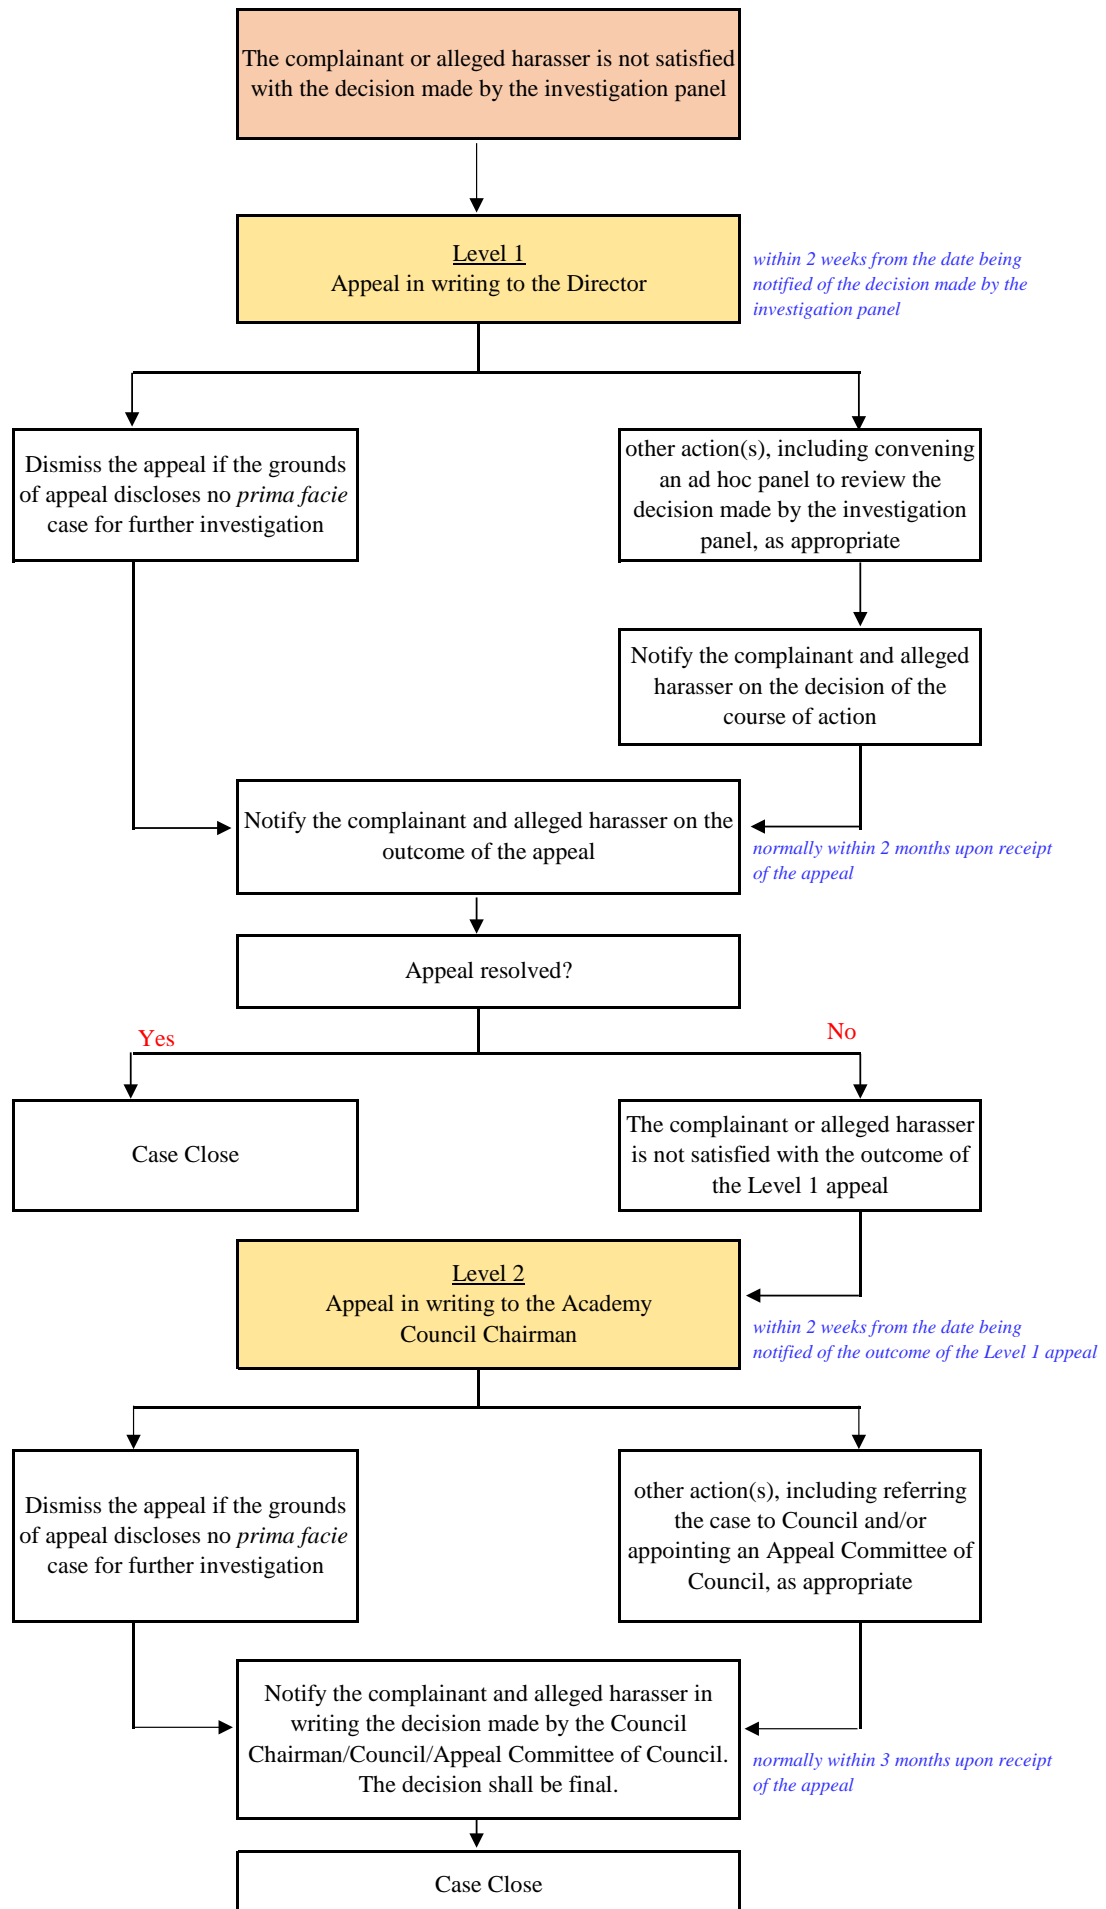 The complainant or alleged harasser is not satisfied
with the decision made by the investigation panel
Level 1
Appeal in writing to the Director
within 2 weeks from the date being
notified of the decision made by the
investigation panel
Dismiss the appeal if the grounds
of appeal discloses no prima facie
case for further investigation
other action(s), including convening
an ad hoc panel to review the
decision made by the investigation
panel, as appropriate
Notify the complainant and alleged
harasser on the decision of the
course of action
Notify the complainant and alleged harasser on the
outcome of the appeal
normally within 2 months upon receipt
of the appeal
Appeal resolved?
Yes
No
Case Close
The complainant or alleged harasser
is not satisfied with the outcome of
the Level 1 appeal
Level 2
Appeal in writing to the Academy
Council Chairman
within 2 weeks from the date being
notified of the outcome of the Level 1 appeal
Dismiss the appeal if the grounds
of appeal discloses no prima facie
case for further investigation
other action(s), including referring
the case to Council and/or
appointing an Appeal Committee of
Council, as appropriate
Notify the complainant and alleged harasser in
writing the decision made by the Council
Chairman/Council/Appeal Committee of Council.
The decision shall be final.
normally within 3 months upon receipt
of the appeal
Case Close